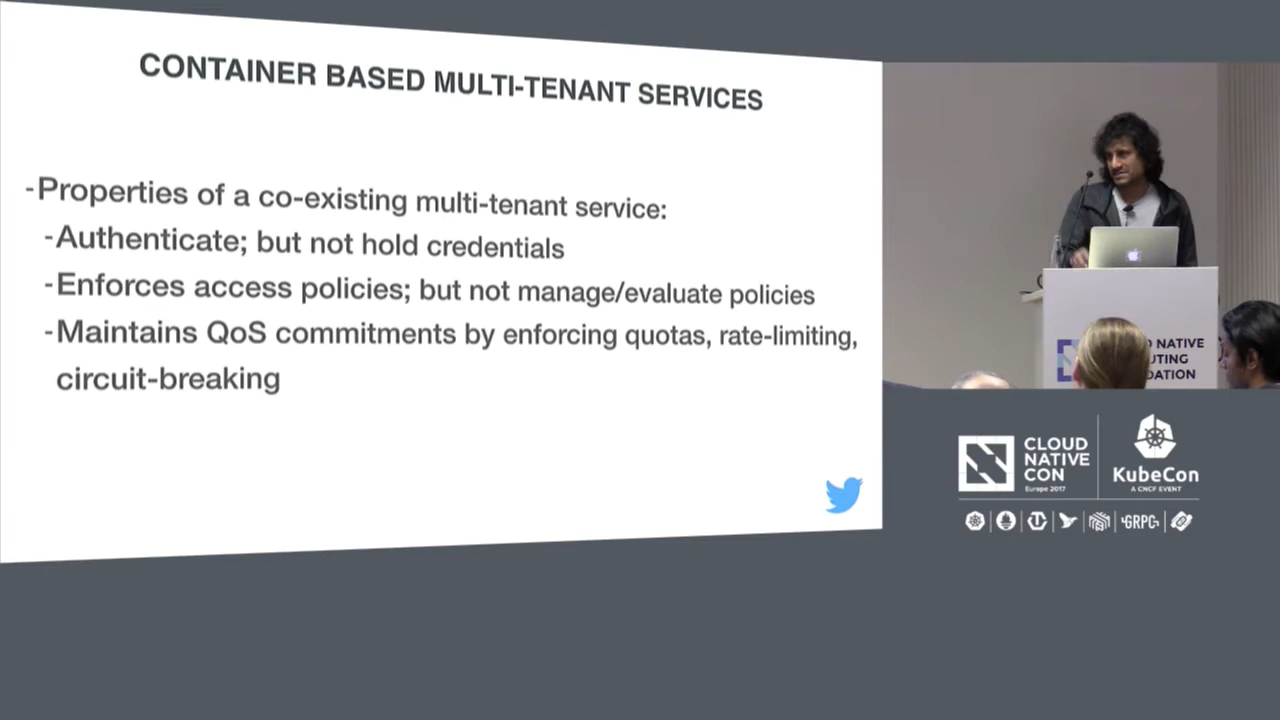 CONTAINER BASED MULTI-TENANT SERVICES
-Properties of a co-existing multi-tenant service:
-Authenticate; but not hold credentials
-Enforces access policies; but not manage/evaluate policies
-Maintains QoS commitments by enforcing quotas, rate-limiting,
circuit-breaking
NATIVE
UTING
DATION
CLOUD
NATIVE
CON
Europe 2017
KubeCon
A CNCF EVENT
GRPC